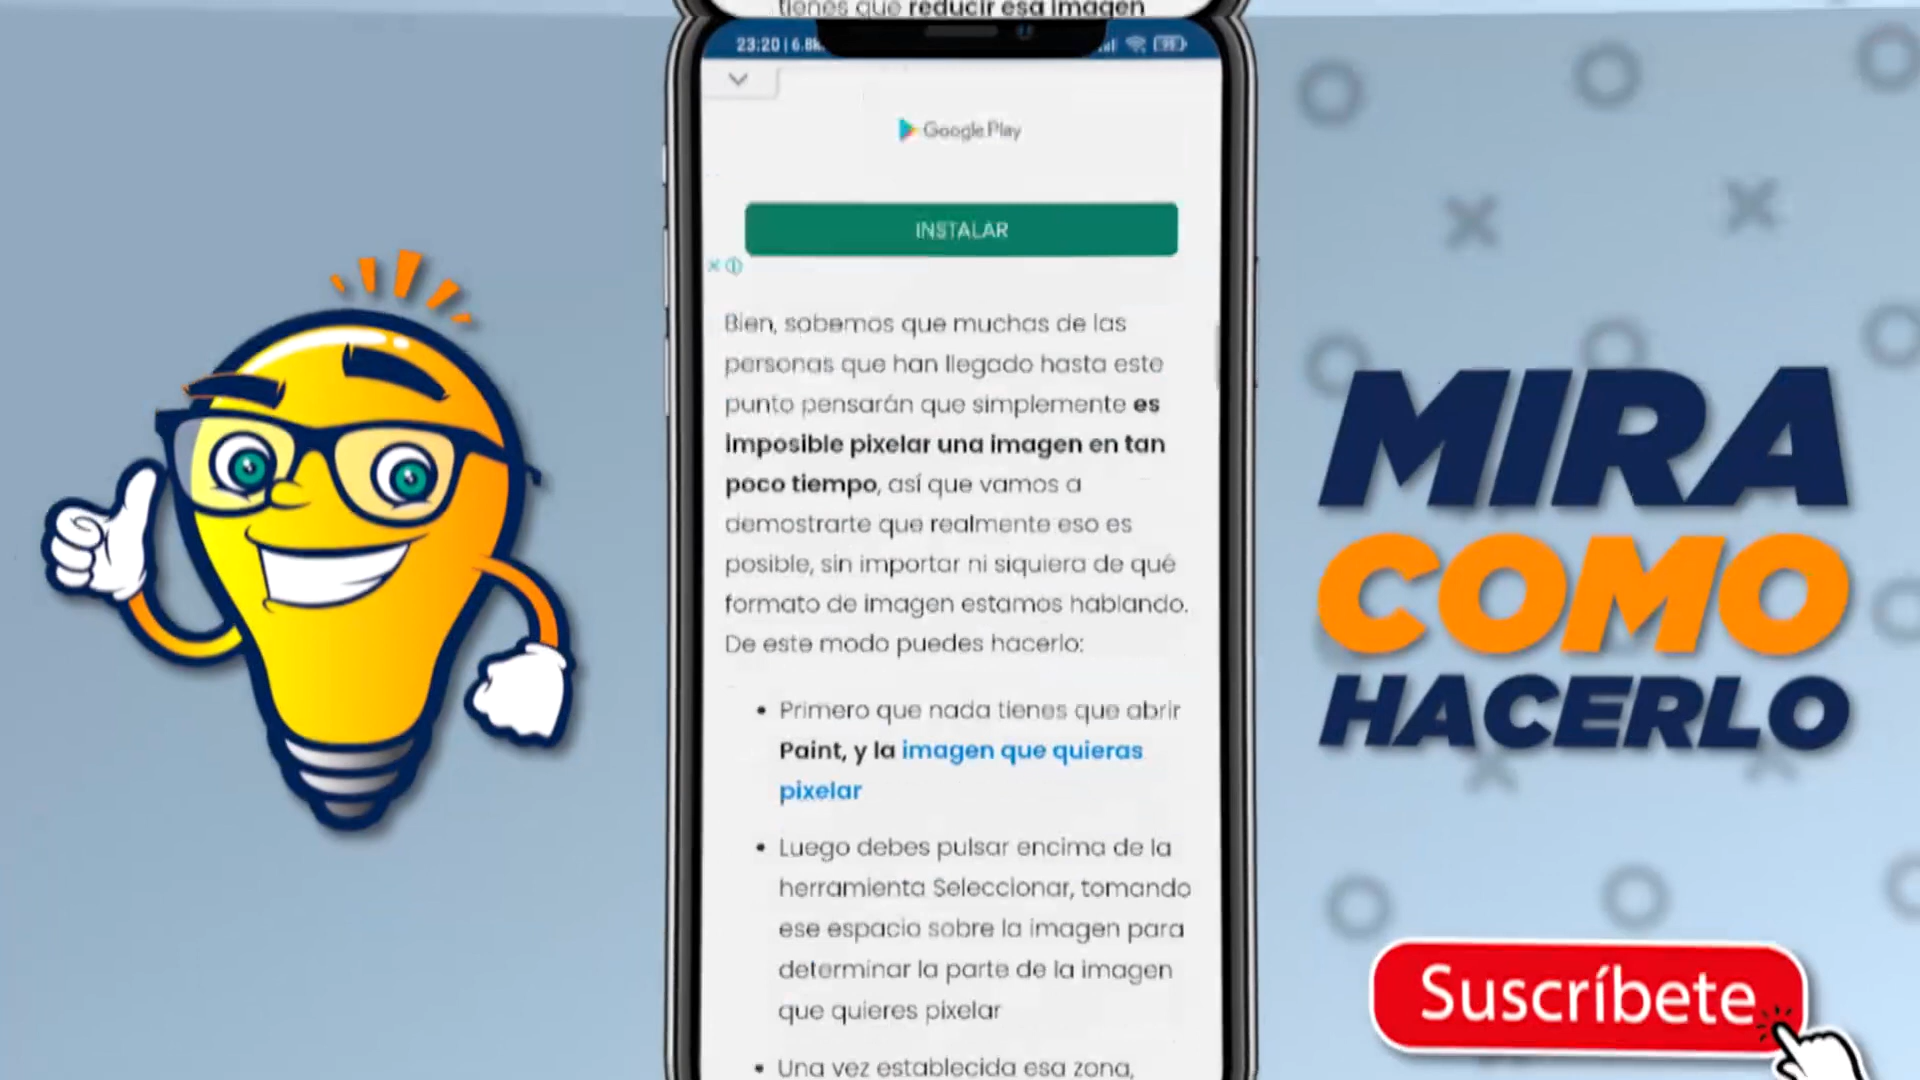 tienes que reducir esa imagen
23:20 | 6.8k
Google Play
INSTALAR
Bien, sabemos que muchas de las
personas que han llegado hasta este
punto pensarán que simplemente es
imposible pixelar una imagen en tan
poco tiempo, así que vamos a
demostrarte que realmente eso es
posible, sin importar ni siquiera de qué
formato de imagen estamos hablando.
De este modo puedes hacerlo:
• Primero que nada tienes que abrir
Paint, y la imagen que quieras
pixelar
• Luego debes pulsar encima de la
herramienta Seleccionar, tomando
ese espacio sobre la imagen para
determinar la parte de la imagen
que quieres pixelar
• Una vez establecida esa zona,
MIRA
COMO
HACERLO
Suscríbete